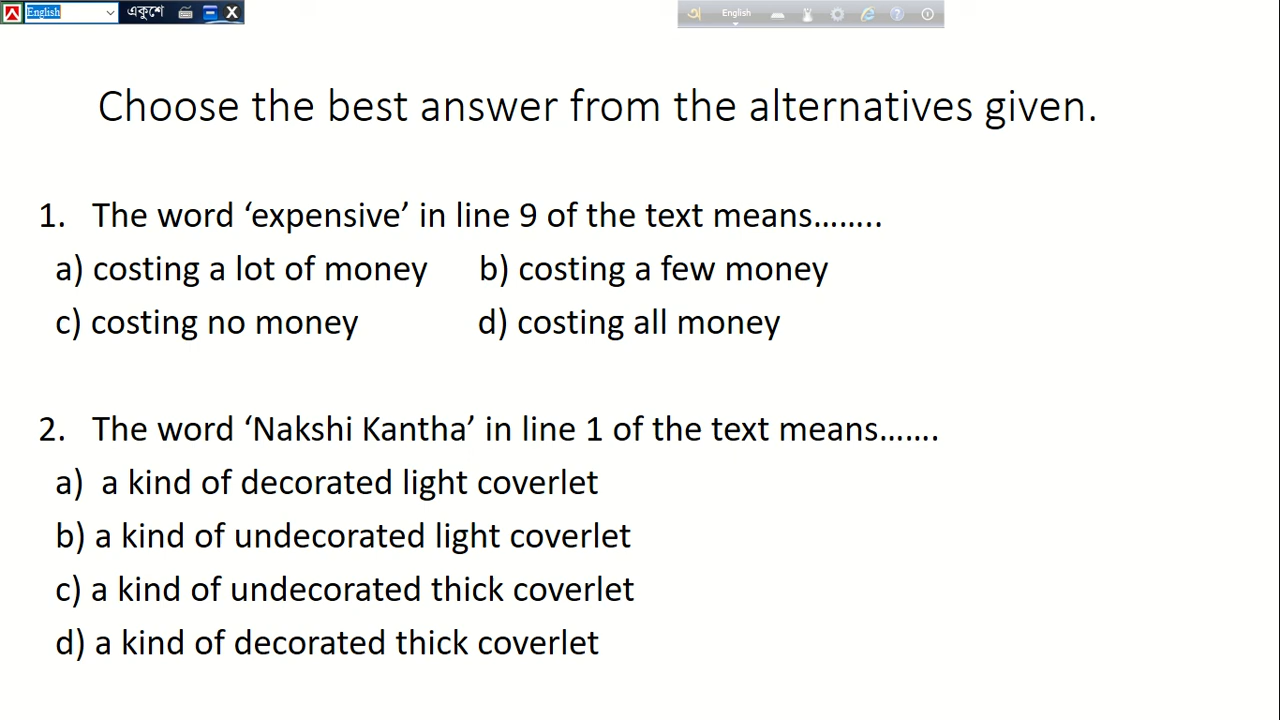 English একুশে X
অ English
Choose the best answer from the alternatives given.
1. The word ‘expensive’ in line 9 of the text means……..
a) costing a lot of money b) costing a few money
c) costing no money d) costing all money
2. The word ‘Nakshi Kantha’ in line 1 of the text means…….
a) a kind of decorated light coverlet
b) a kind of undecorated light coverlet
c) a kind of undecorated thick coverlet
d) a kind of decorated thick coverlet